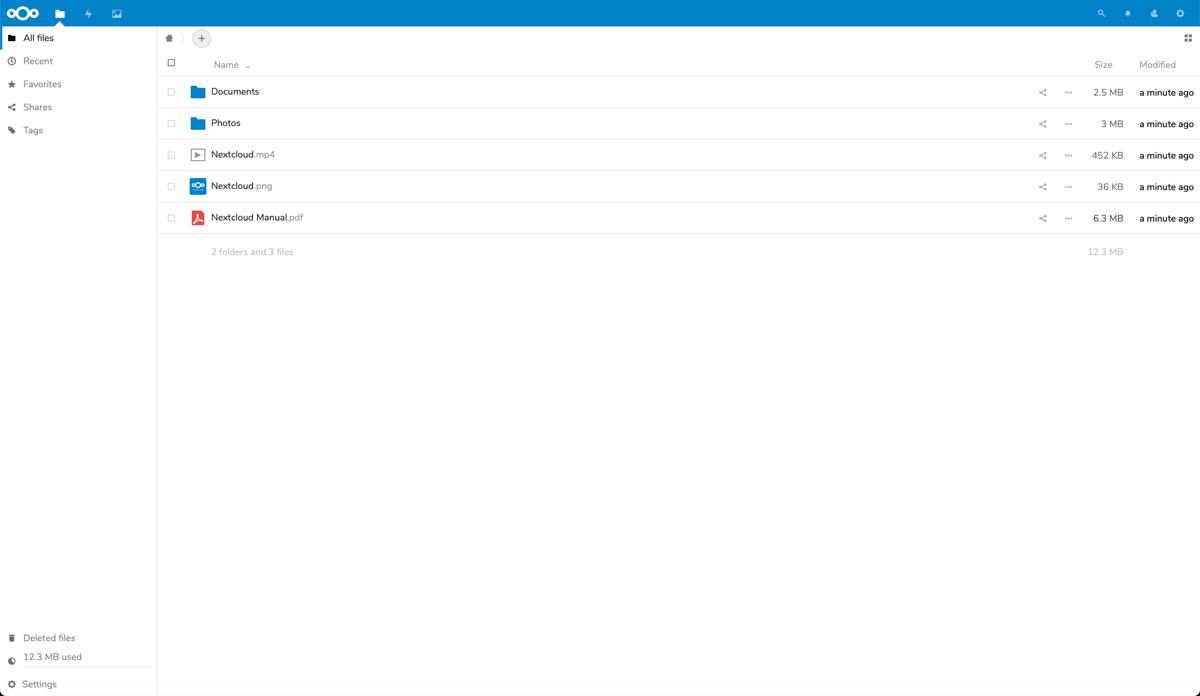 All files
Recent
Favorites
Shares
Tags
Name Size Modified
Documents 2.5 MB a minute ago
Photos 3 MB a minute ago
Nextcloud.mp4 452 KB a minute ago
Nextcloud.png 36 KB a minute ago
Nextcloud Manual.pdf 6.3 MB a minute ago
2 folders and 3 files 12.3 MB
Deleted files
12.3 MB used
Settings